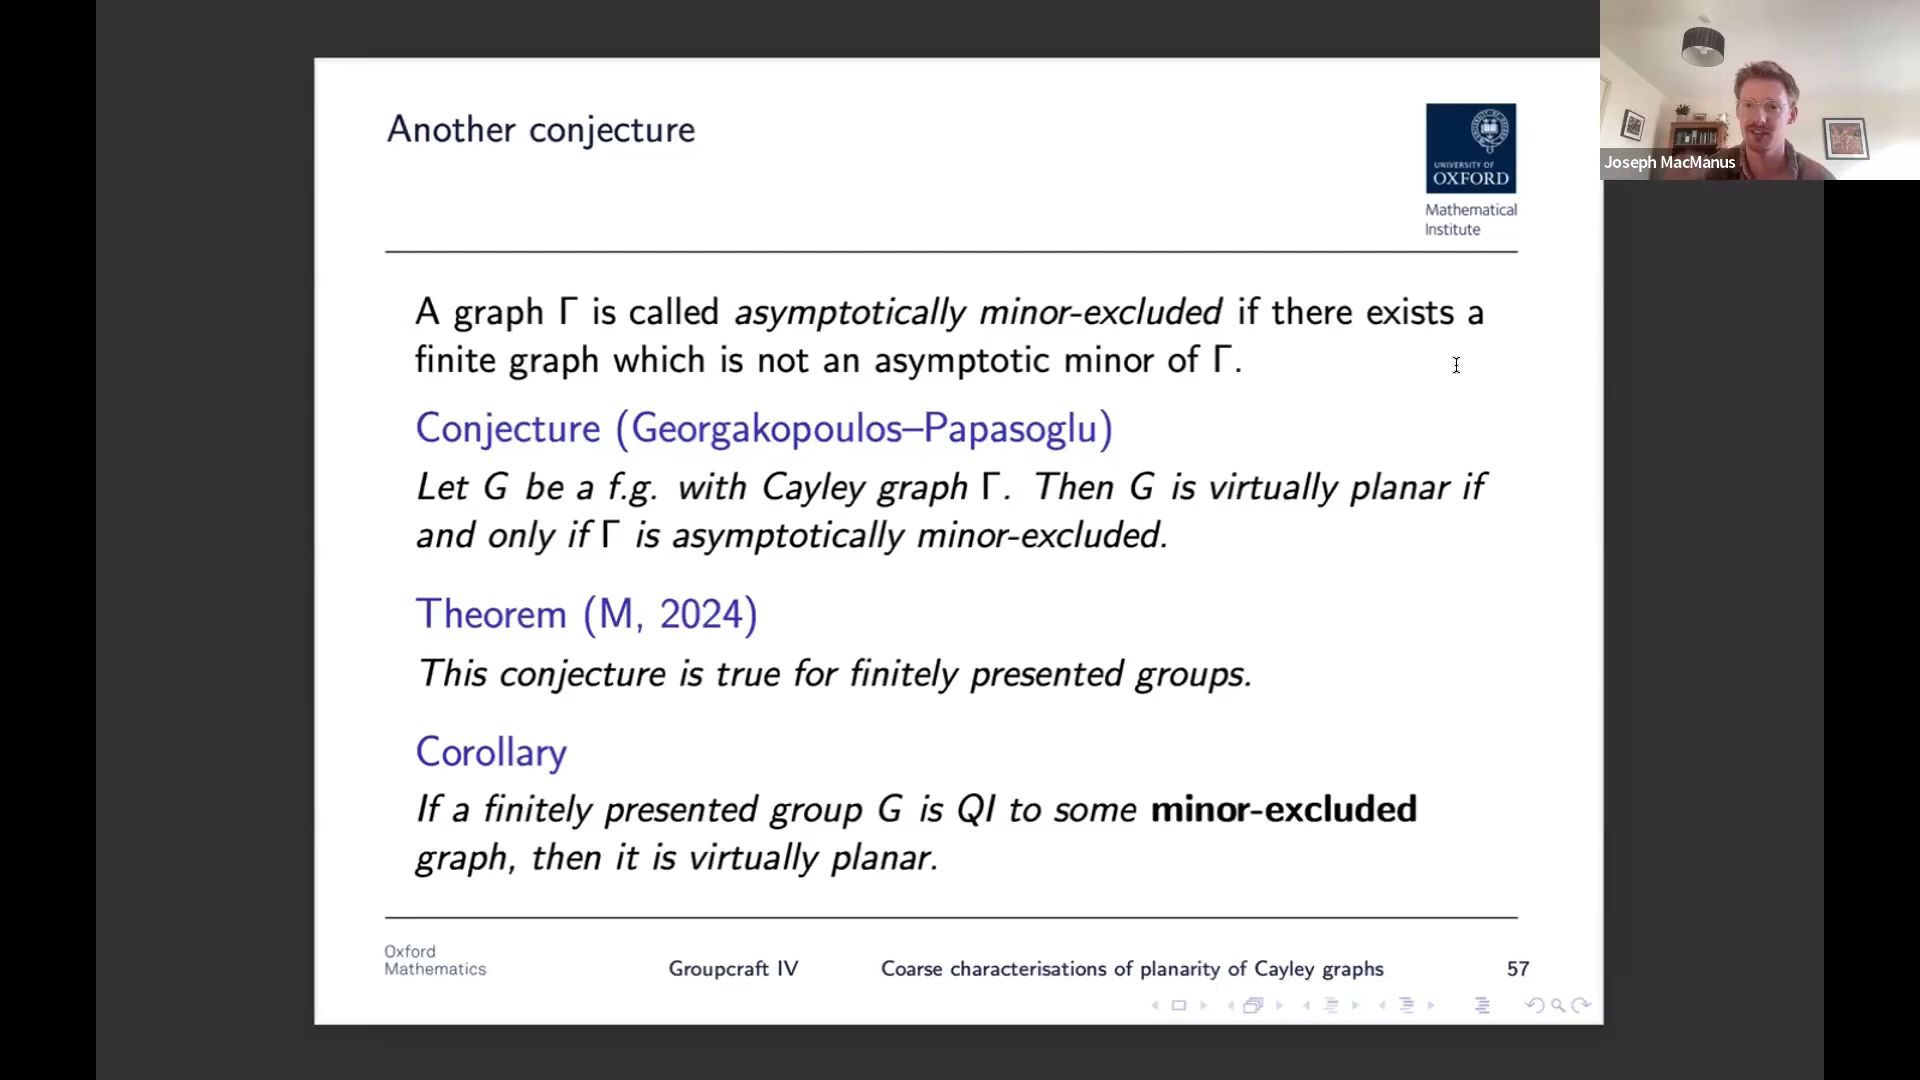 Another conjecture
UNIVERSITY OF
OXFORD
Mathematical
Institute
Joseph MacManus
A graph Γ is called asymptotically minor-excluded if there exists a
finite graph which is not an asymptotic minor of Γ.
Conjecture (Georgakopoulos–Papasoglu)
Let G be a f.g. with Cayley graph Γ. Then G is virtually planar if
and only if Γ is asymptotically minor-excluded.
Theorem (M, 2024)
This conjecture is true for finitely presented groups.
Corollary
If a finitely presented group G is QI to some minor-excluded
graph, then it is virtually planar.
Oxford
Mathematics
Groupcraft IV
Coarse characterisations of planarity of Cayley graphs
57